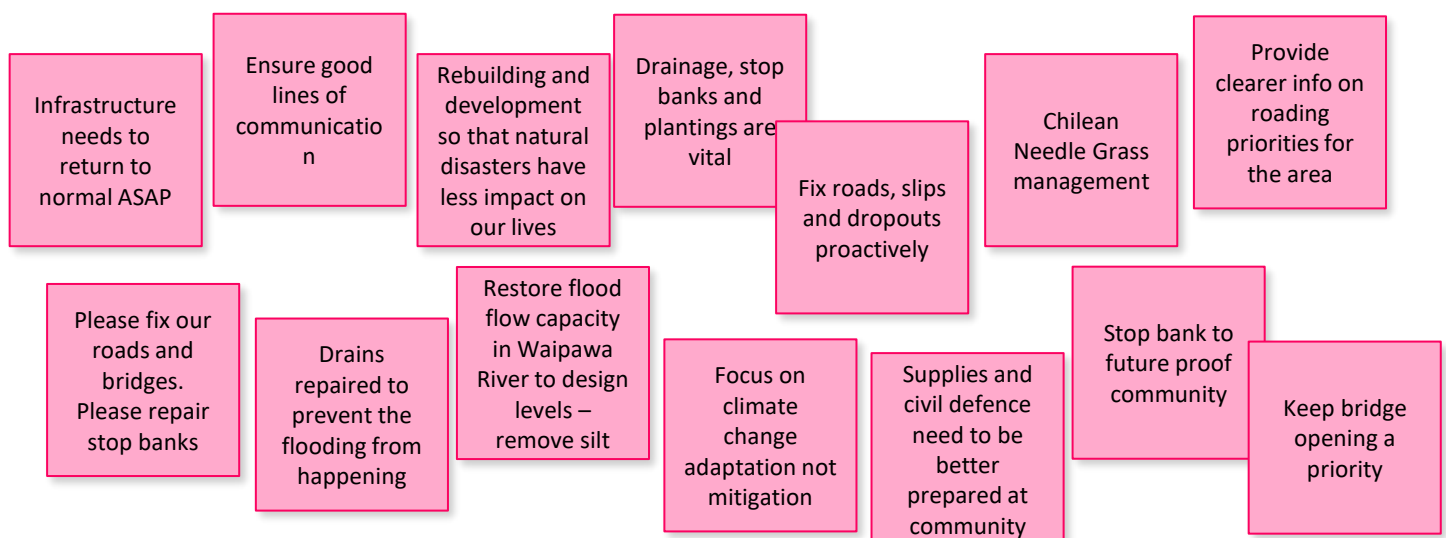 Infrastructure
needs to
return to
normal ASAP
Ensure good
lines of
communicatio
n
Rebuilding and
development
so that natural
disasters have
less impact on
our lives
Drainage, stop
banks and
plantings are
vital
Fix roads, slips
and dropouts
proactively
Chilean
Needle Grass
management
Provide
clearer info on
roading
priorities for
the area
Please fix our
roads and
bridges.
Please repair
stop banks
Drains
repaired to
prevent the
flooding from
happening
Restore flood
flow capacity
in Waipawa
River to design
levels –
remove silt
Focus on
climate
change
adaptation not
mitigation
Supplies and
civil defence
need to be
better
prepared at
community
Stop bank to
future proof
community
Keep bridge
opening a
priority